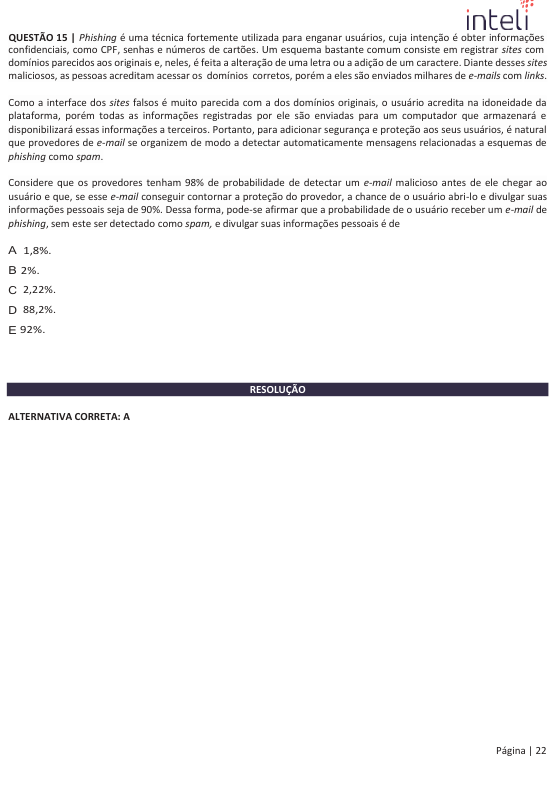 inteli
QUESTÃO 15 | Phishing é uma técnica fortemente utilizada para enganar usuários, cuja intenção é obter informações
confidenciais, como CPF, senhas e números de cartões. Um esquema bastante comum consiste em registrar sites com
domínios parecidos aos originais e, neles, é feita a alteração de uma letra ou a adição de um caractere. Diante desses sites
maliciosos, as pessoas acreditam acessar os domínios corretos, porém a eles são enviados milhares de e-mails com links.
Como a interface dos sites falsos é muito parecida com a dos domínios originais, o usuário acredita na idoneidade da
plataforma, porém todas as informações registradas por ele são enviadas para um computador que armazenará e
disponibilizará essas informações a terceiros. Portanto, para adicionar segurança e proteção aos seus usuários, é natural
que provedores de e-mail se organizem de modo a detectar automaticamente mensagens relacionadas a esquemas de
phishing como spam.
Considere que os provedores tenham 98% de probabilidade de detectar um e-mail malicioso antes de ele chegar ao
usuário e que, se esse e-mail conseguir contornar a proteção do provedor, a chance de o usuário abri-lo e divulgar suas
informações pessoais seja de 90%. Dessa forma, pode-se afirmar que a probabilidade de o usuário receber um e-mail de
phishing, sem este ser detectado como spam, e divulgar suas informações pessoais é de
A 1,8%.
B 2%.
C 2,22%.
D 88,2%.
E 92%.
RESOLUÇÃO
ALTERNATIVA CORRETA: A
Página | 22